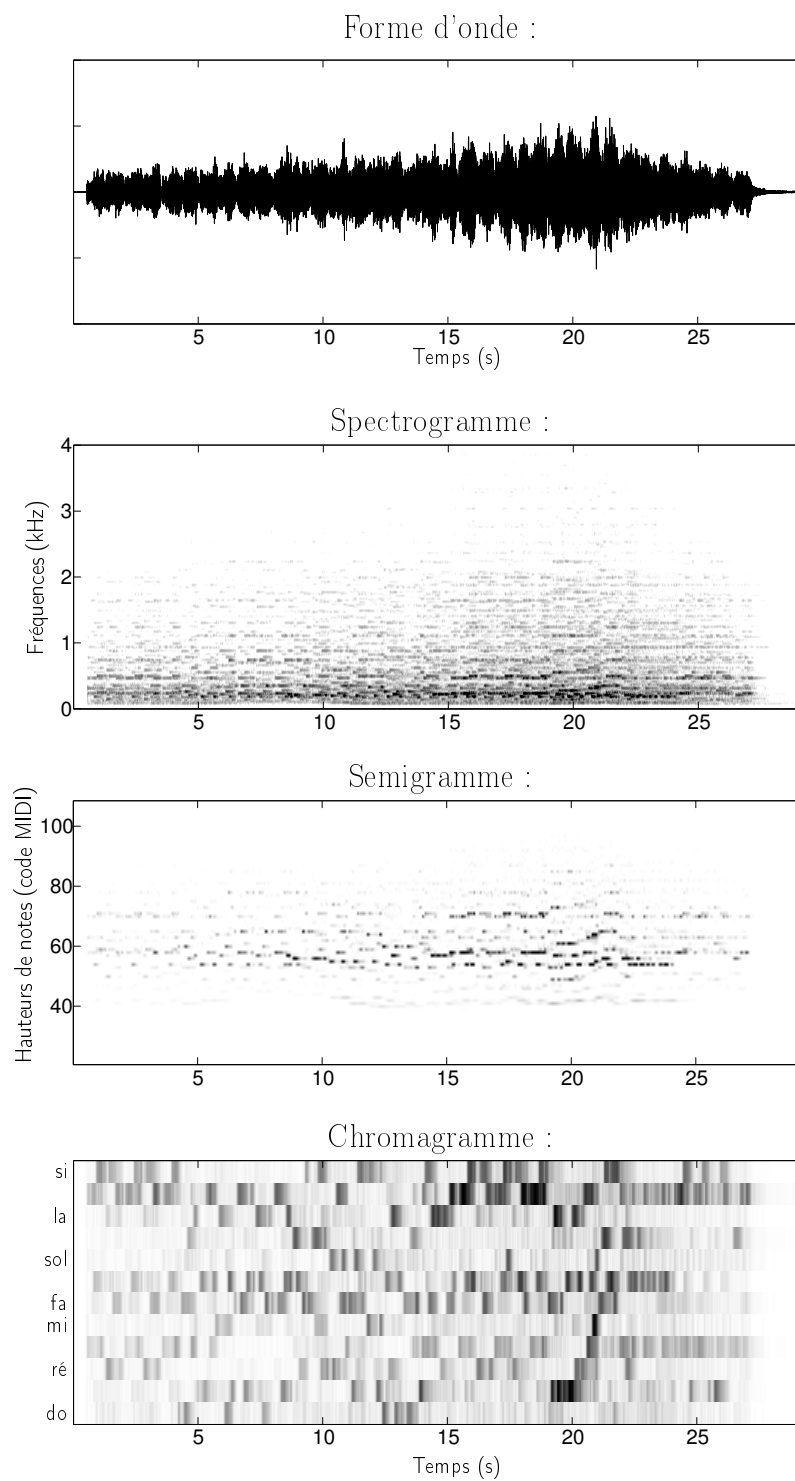 Forme d'onde :
5 10 15 20 25
Temps (s)
Spectrogramme :
Fréquences (kHz)
4
3
2
1
0
5 10 15 20 25
Semigramme :
Hauteurs de notes (code MIDI)
100
80
60
40
5 10 15 20 25
Chromagramme :
si
la
sol
fa
mi
ré
do
5 10 15 20 25
Temps (s)